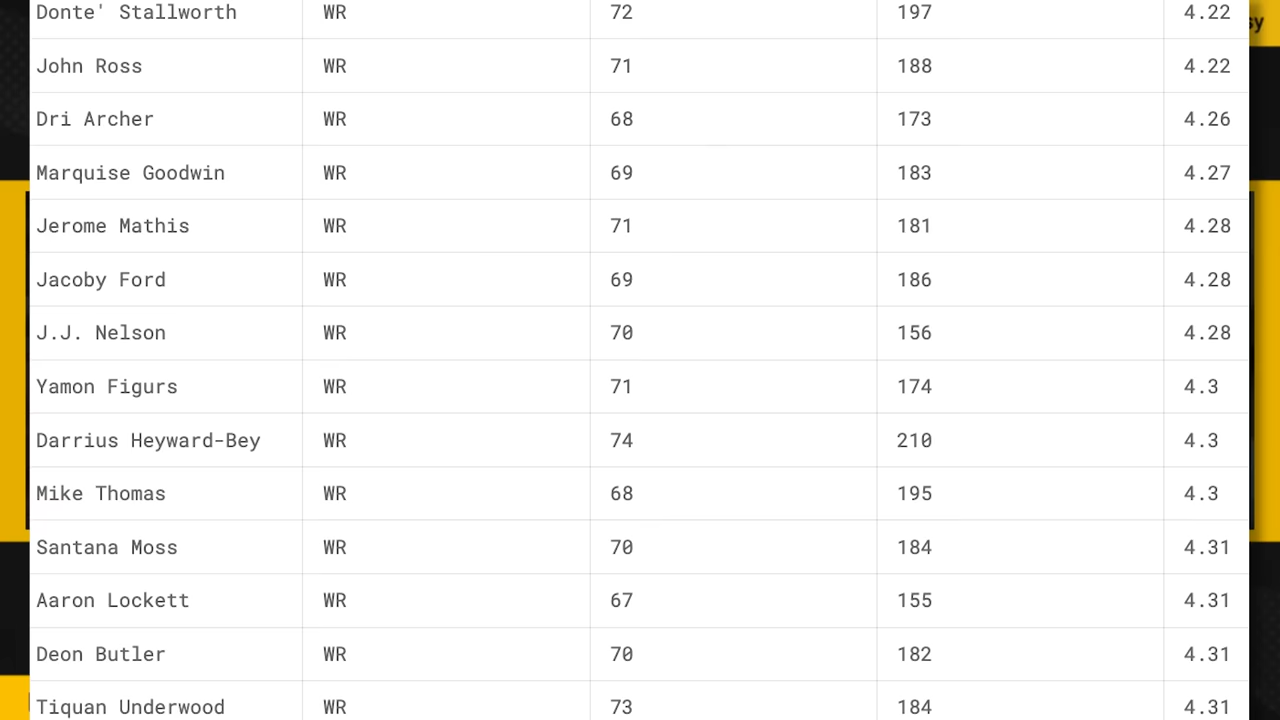 Donte' Stallworth WR 72 197 4.22
John Ross WR 71 188 4.22
Dri Archer WR 68 173 4.26
Marquise Goodwin WR 69 183 4.27
Jerome Mathis WR 71 181 4.28
Jacoby Ford WR 69 186 4.28
J.J. Nelson WR 70 156 4.28
Yamon Figurs WR 71 174 4.3
Darrius Heyward-Bey WR 74 210 4.3
Mike Thomas WR 68 195 4.3
Santana Moss WR 70 184 4.31
Aaron Lockett WR 67 155 4.31
Deon Butler WR 70 182 4.31
Tiquan Underwood WR 73 184 4.31